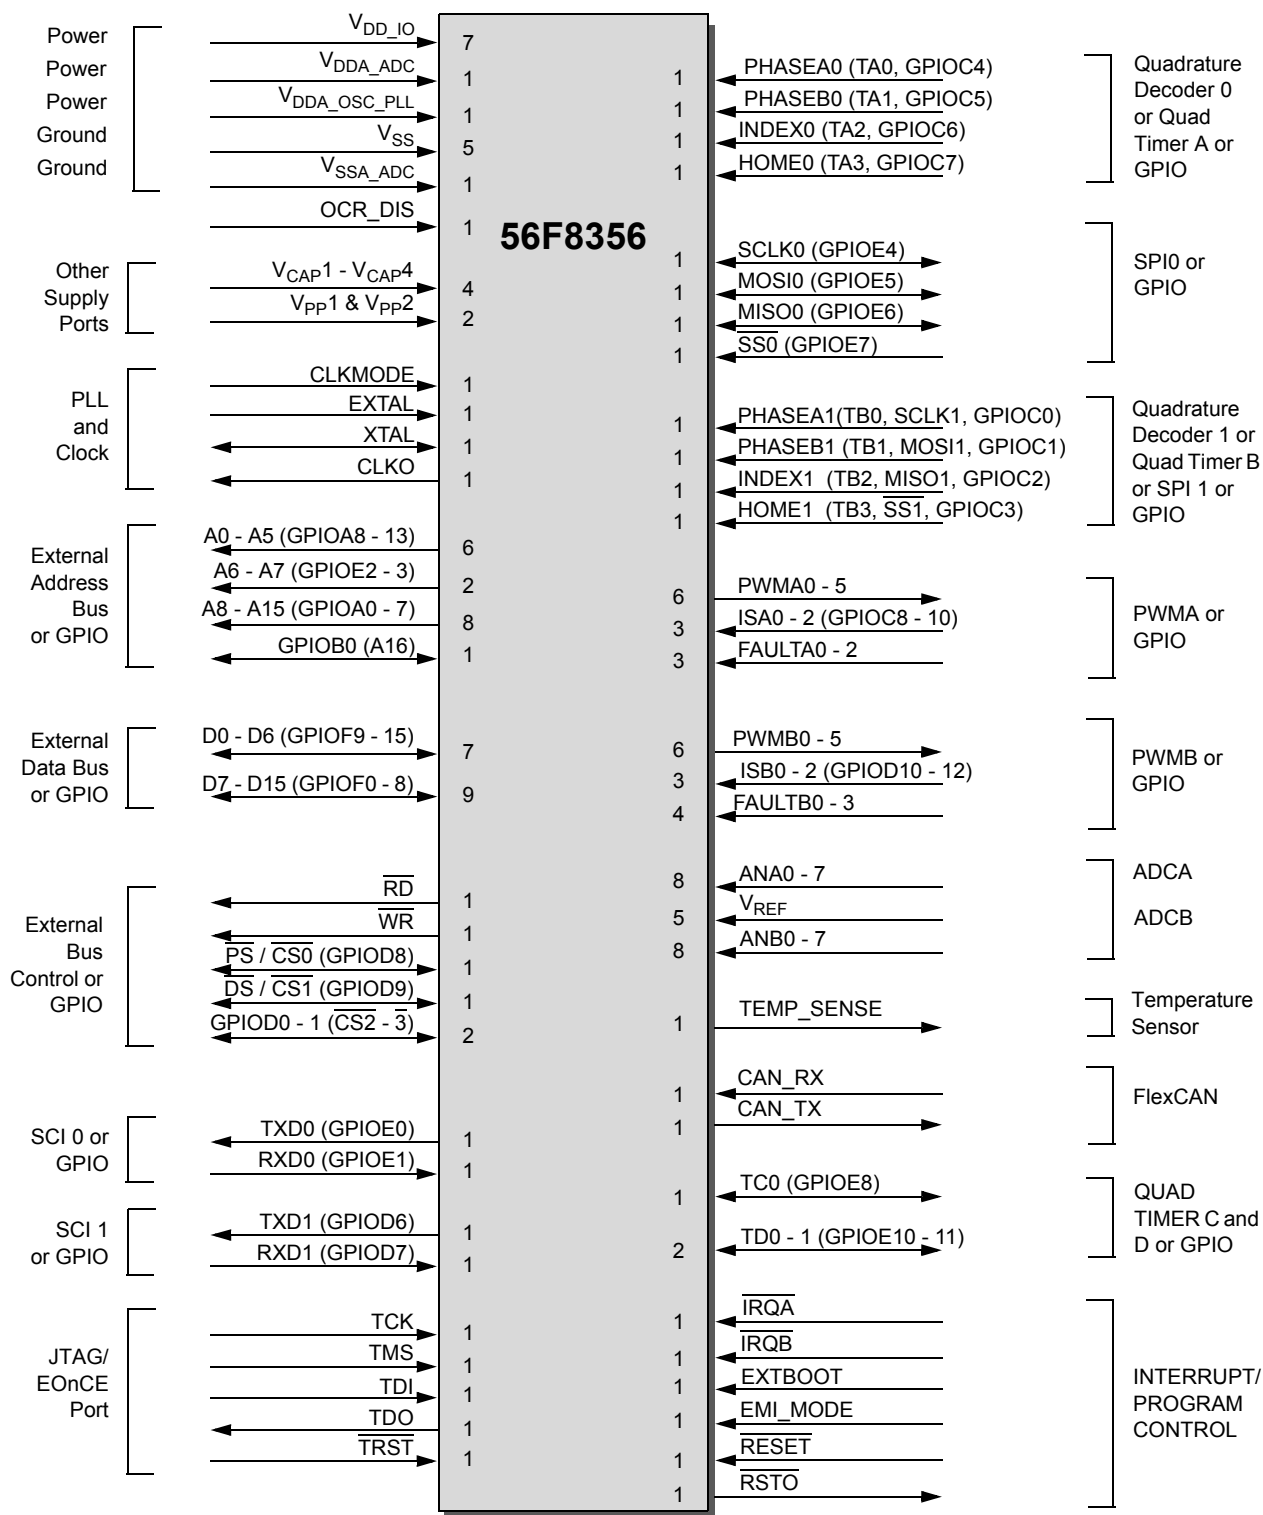 56F8356
Power
Power
Power
Ground
Ground
VDD_IO
7
VDDA_ADC
1
VDDA_OSC_PLL
1
VSS
5
VSSA_ADC
1
OCR_DIS
1
Other
Supply
Ports
VCAP1 - VCAP4
4
VPP1 & VPP2
2
PLL
and
Clock
CLKMODE
1
EXTAL
1
XTAL
1
CLKO
1
External
Address
Bus
or GPIO
A0 - A5 (GPIOA8 - 13)
6
A6 - A7 (GPIOE2 - 3)
2
A8 - A15 (GPIOA0 - 7)
8
GPIOB0 (A16)
1
External
Data Bus
or GPIO
D0 - D6 (GPIOF9 - 15)
7
D7 - D15 (GPIOF0 - 8)
9
External
Bus
Control or
GPIO
RD
1
WR
1
PS / CS0 (GPIOD8)
1
DS / CS1 (GPIOD9)
1
GPIOD0 - 1 (CS2 - 3)
2
SCI 0 or
GPIO
TXD0 (GPIOE0)
1
RXD0 (GPIOE1)
1
SCI 1
or GPIO
TXD1 (GPIOD6)
1
RXD1 (GPIOD7)
1
JTAG/
EOnCE
Port
TCK
1
TMS
1
TDI
1
TDO
1
TRST
1
1
PHASEA0 (TA0, GPIOC4)
1
PHASEB0 (TA1, GPIOC5)
1
INDEX0 (TA2, GPIOC6)
1
HOME0 (TA3, GPIOC7)
Quadrature
Decoder 0
or Quad
Timer A or
GPIO
1
SCLK0 (GPIOE4)
1
MOSI0 (GPIOE5)
1
MISO0 (GPIOE6)
1
SS0 (GPIOE7)
SPI0 or
GPIO
1
PHASEA1(TB0, SCLK1, GPIOC0)
1
PHASEB1 (TB1, MOSI1, GPIOC1)
1
INDEX1 (TB2, MISO1, GPIOC2)
1
HOME1 (TB3, SS1, GPIOC3)
Quadrature
Decoder 1 or
Quad Timer B
or SPI 1 or
GPIO
6
PWMA0 - 5
3
ISA0 - 2 (GPIOC8 - 10)
3
FAULTA0 - 2
PWMA or
GPIO
6
PWMB0 - 5
3
ISB0 - 2 (GPIOD10 - 12)
4
FAULTB0 - 3
PWMB or
GPIO
8
ANA0 - 7
5
VREF
8
ANB0 - 7
ADCA
ADCB
1
TEMP_SENSE
Temperature
Sensor
1
CAN_RX
1
CAN_TX
FlexCAN
1
TC0 (GPIOE8)
2
TD0 - 1 (GPIOE10 - 11)
QUAD
TIMER C and
D or GPIO
1
IRQA
1
IRQB
1
EXTBOOT
1
EMI_MODE
1
RESET
1
RSTO
INTERRUPT/
PROGRAM
CONTROL